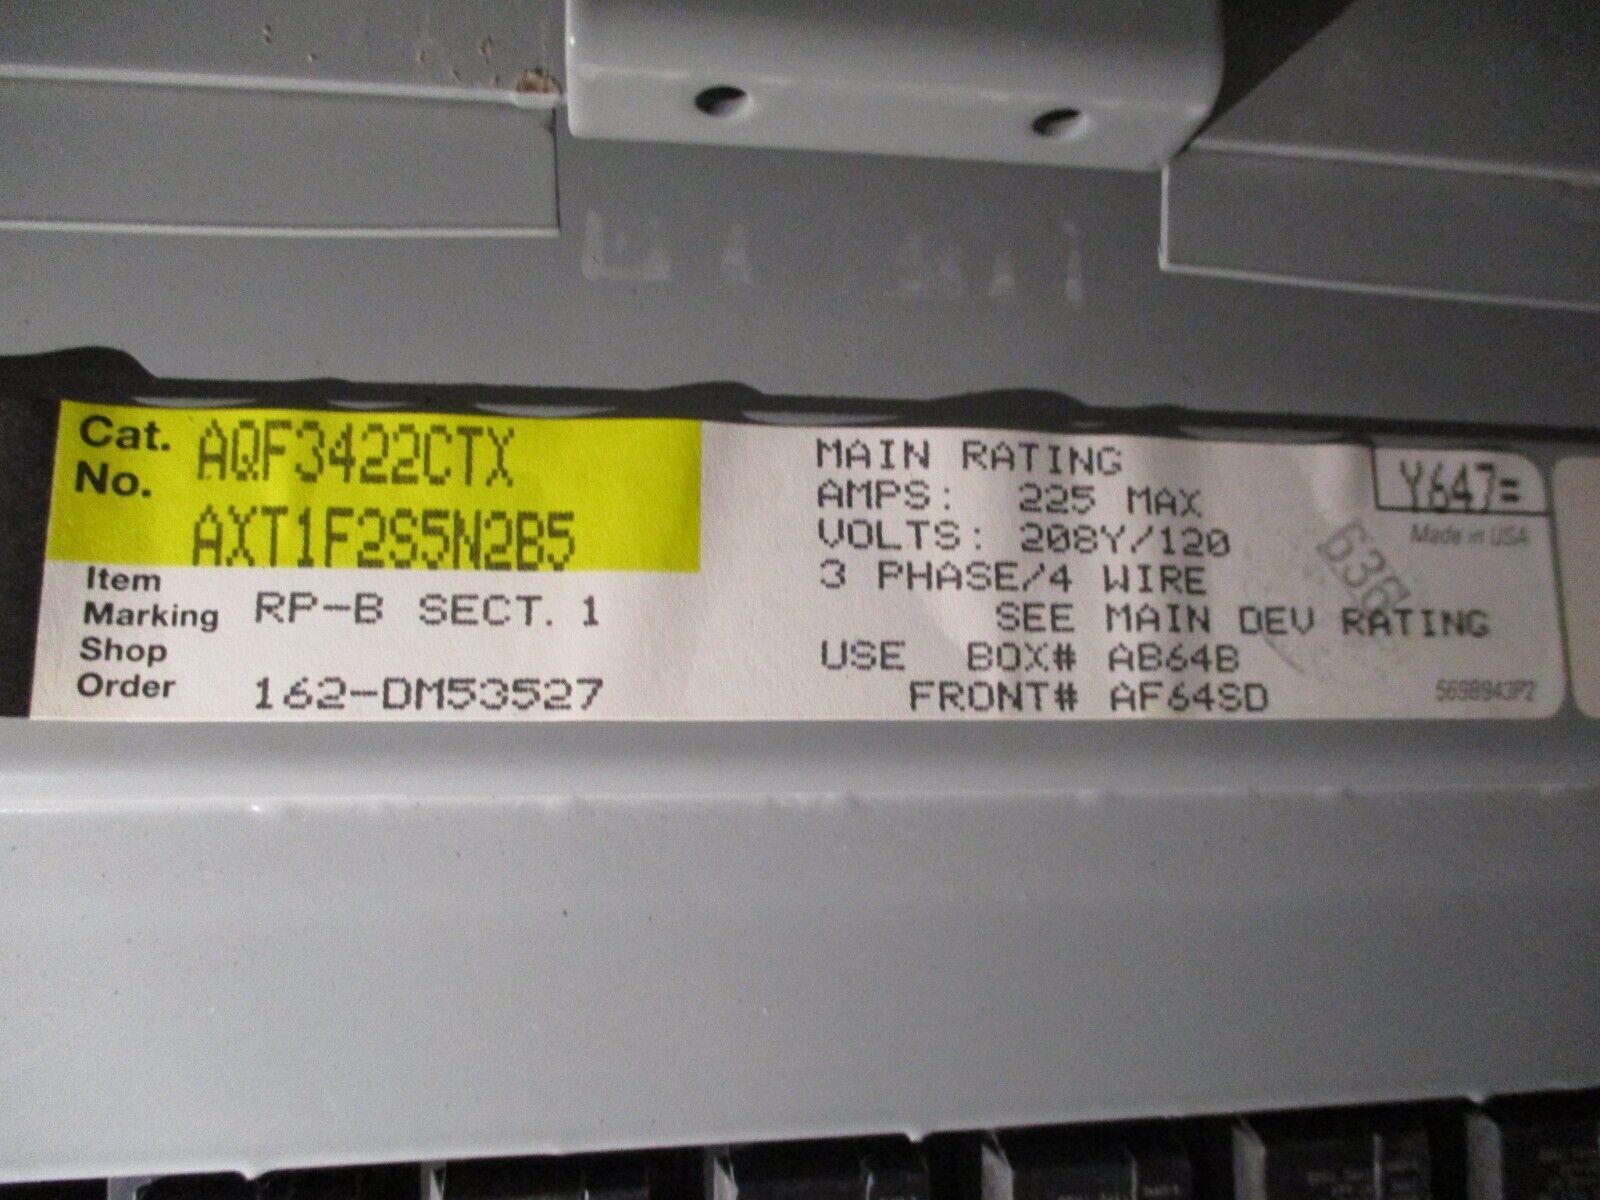 Cat. AQF3422CTX
No. AXT1F2S5N2B5
Item
Marking RP-B SECT. 1
Shop
Order 162-DM53527
MAIN RATING
AMPS: 225 MAX
VOLTS: 208Y/120
3 PHASE/4 WIRE
SEE MAIN DEV RATING
USE BOX# AB64B
FRONT# AF64SD
Y647=
Made in USA
636
569B943P2